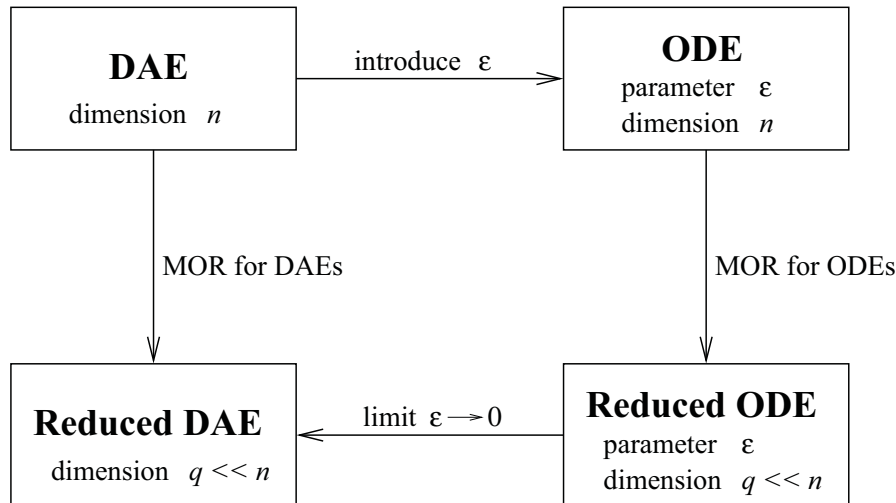 DAE
dimension n
introduce ε
ODE
parameter ε
dimension n
MOR for DAEs
MOR for ODEs
Reduced DAE
dimension q << n
limit ε → 0
Reduced ODE
parameter ε
dimension q << n